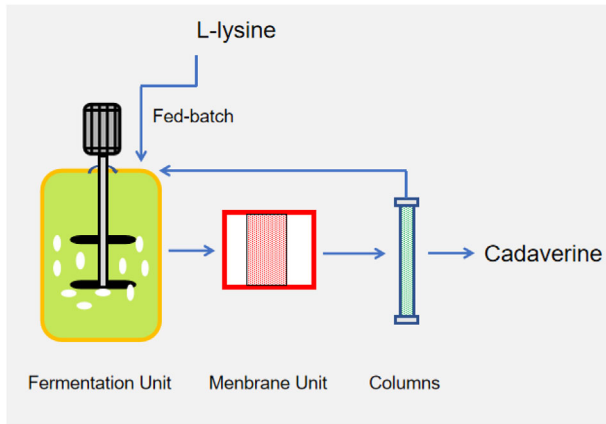 L-lysine
Fed-batch
Cadaverine
Fermentation Unit
Menbrane Unit
Columns